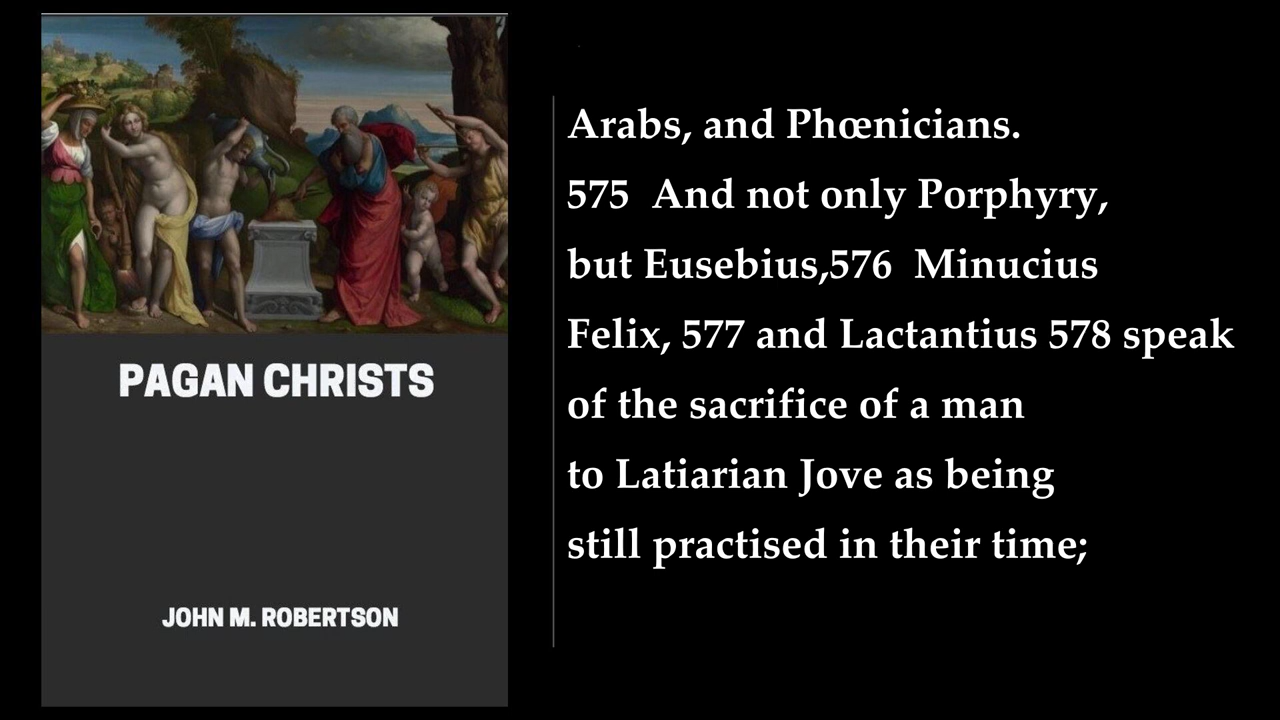 PAGAN CHRISTS
JOHN M. ROBERTSON
Arabs, and Phœnicians.
575 And not only Porphyry,
but Eusebius,576 Minucius
Felix, 577 and Lactantius 578 speak
of the sacrifice of a man
to Latiarian Jove as being
still practised in their time;